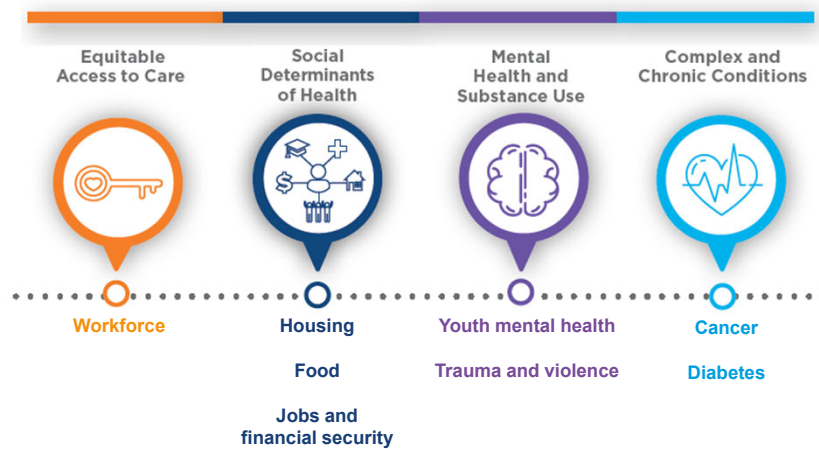 Equitable
Access to Care
Social
Determinants
of Health
Mental
Health and
Substance Use
Complex and
Chronic Conditions
$
Workforce
Housing
Food
Jobs and
financial security
Youth mental health
Trauma and violence
Cancer
Diabetes